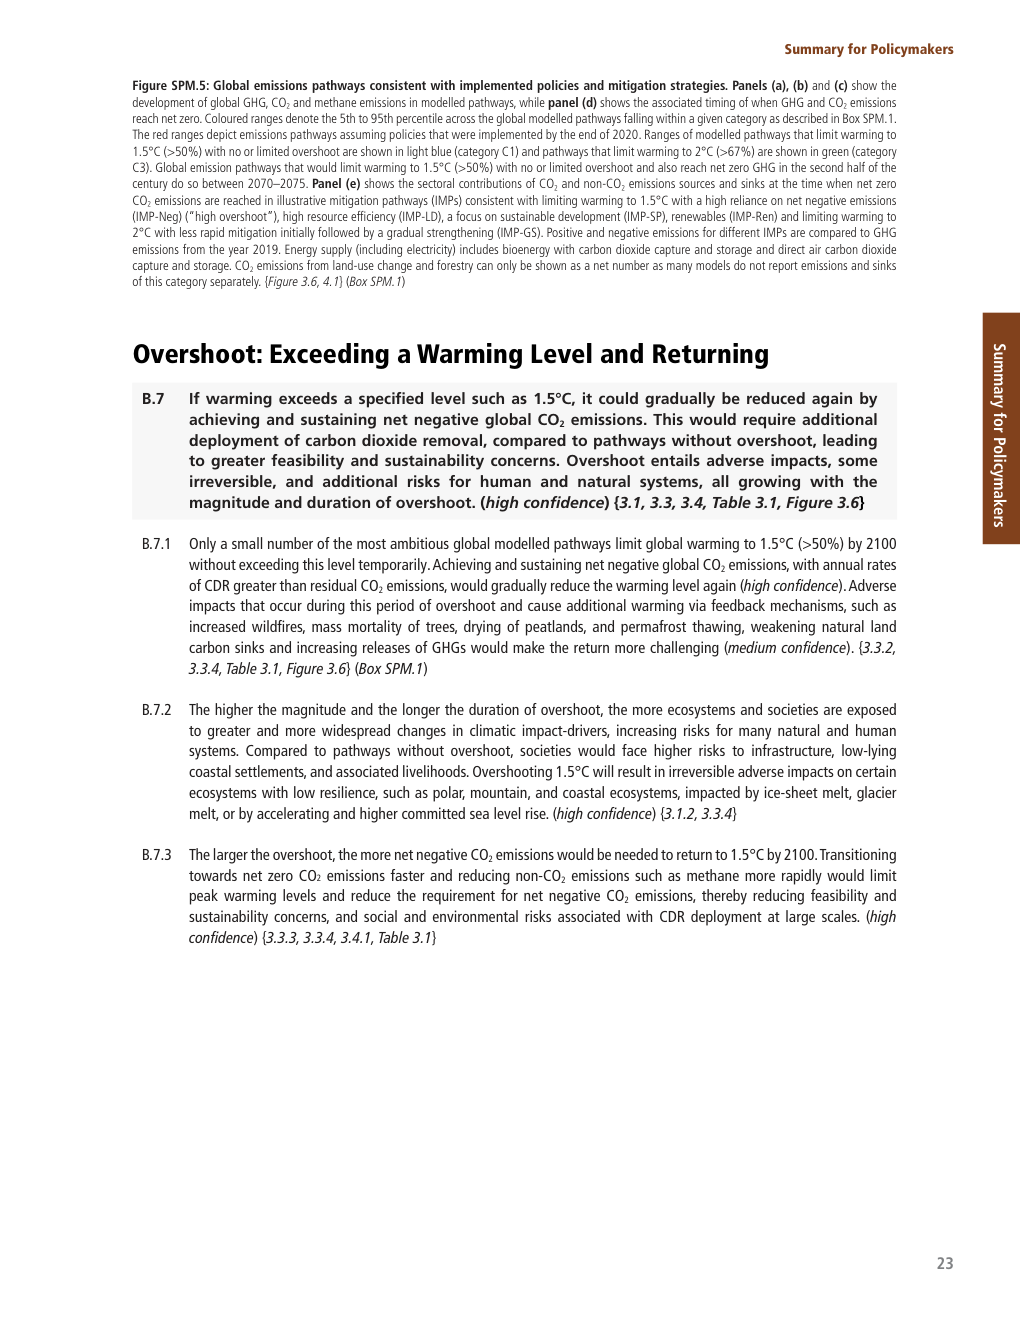 Summary for Policymakers
Figure SPM.5: Global emissions pathways consistent with implemented policies and mitigation strategies. Panels (a), (b) and (c) show the
development of global GHG, CO₂ and methane emissions in modelled pathways, while panel (d) shows the associated timing of when GHG and CO₂ emissions
reach net zero. Coloured ranges denote the 5th to 95th percentile across the global modelled pathways falling within a given category as described in Box SPM.1.
The red ranges depict emissions pathways assuming policies that were implemented by the end of 2020. Ranges of modelled pathways that limit warming to
1.5°C (>50%) with no or limited overshoot are shown in light blue (category C1) and pathways that limit warming to 2°C (>67%) are shown in green (category
C3). Global emission pathways that would limit warming to 1.5°C (>50%) with no or limited overshoot and also reach net zero GHG in the second half of the
century do so between 2070–2075. Panel (e) shows the sectoral contributions of CO₂ and non-CO₂ emissions sources and sinks at the time when net zero
CO₂ emissions are reached in illustrative mitigation pathways (IMPs) consistent with limiting warming to 1.5°C with a high reliance on net negative emissions
(IMP-Neg) (“high overshoot”), high resource efficiency (IMP-LD), a focus on sustainable development (IMP-SP), renewables (IMP-Ren) and limiting warming to
2°C with less rapid mitigation initially followed by a gradual strengthening (IMP-GS). Positive and negative emissions for different IMPs are compared to GHG
emissions from the year 2019. Energy supply (including electricity) includes bioenergy with carbon dioxide capture and storage and direct air carbon dioxide
capture and storage. CO₂ emissions from land-use change and forestry can only be shown as a net number as many models do not report emissions and sinks
of this category separately. {Figure 3.6, 4.1} (Box SPM.1)
Overshoot: Exceeding a Warming Level and Returning
B.7 If warming exceeds a specified level such as 1.5°C, it could gradually be reduced again by
achieving and sustaining net negative global CO₂ emissions. This would require additional
deployment of carbon dioxide removal, compared to pathways without overshoot, leading
to greater feasibility and sustainability concerns. Overshoot entails adverse impacts, some
irreversible, and additional risks for human and natural systems, all growing with the
magnitude and duration of overshoot. (high confidence) {3.1, 3.3, 3.4, Table 3.1, Figure 3.6}
B.7.1 Only a small number of the most ambitious global modelled pathways limit global warming to 1.5°C (>50%) by 2100
without exceeding this level temporarily. Achieving and sustaining net negative global CO₂ emissions, with annual rates
of CDR greater than residual CO₂ emissions, would gradually reduce the warming level again (high confidence). Adverse
impacts that occur during this period of overshoot and cause additional warming via feedback mechanisms, such as
increased wildfires, mass mortality of trees, drying of peatlands, and permafrost thawing, weakening natural land
carbon sinks and increasing releases of GHGs would make the return more challenging (medium confidence). {3.3.2,
3.3.4, Table 3.1, Figure 3.6} (Box SPM.1)
B.7.2 The higher the magnitude and the longer the duration of overshoot, the more ecosystems and societies are exposed
to greater and more widespread changes in climatic impact-drivers, increasing risks for many natural and human
systems. Compared to pathways without overshoot, societies would face higher risks to infrastructure, low-lying
coastal settlements, and associated livelihoods. Overshooting 1.5°C will result in irreversible adverse impacts on certain
ecosystems with low resilience, such as polar, mountain, and coastal ecosystems, impacted by ice-sheet melt, glacier
melt, or by accelerating and higher committed sea level rise. (high confidence) {3.1.2, 3.3.4}
B.7.3 The larger the overshoot, the more net negative CO₂ emissions would be needed to return to 1.5°C by 2100. Transitioning
towards net zero CO₂ emissions faster and reducing non-CO₂ emissions such as methane more rapidly would limit
peak warming levels and reduce the requirement for net negative CO₂ emissions, thereby reducing feasibility and
sustainability concerns, and social and environmental risks associated with CDR deployment at large scales. (high
confidence) {3.3.3, 3.3.4, 3.4.1, Table 3.1}
Summary for Policymakers
23